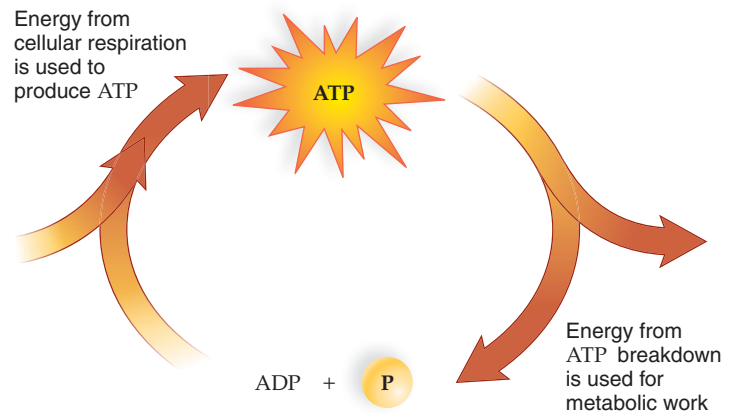 Energy from
cellular respiration
is used to
produce ATP
ATP
ADP + P
Energy from
ATP breakdown
is used for
metabolic work